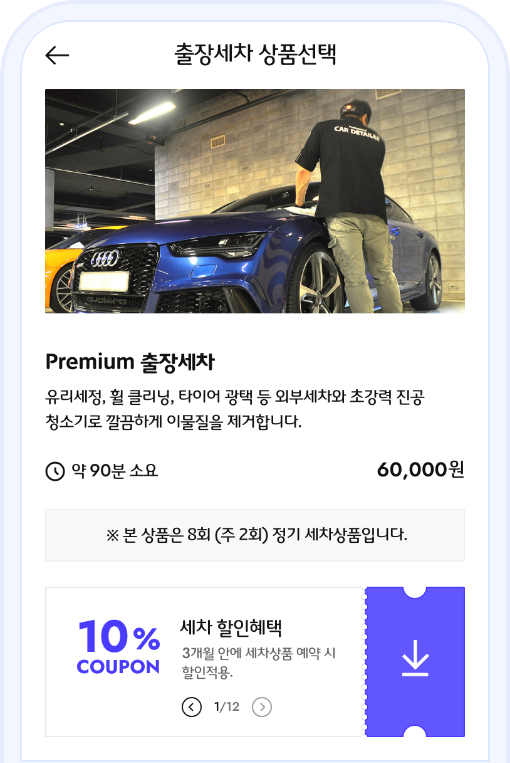 출장세차 상품선택
CAR DETAILER
quattro
Premium 출장세차
유리세정, 휠 클리닝, 타이어 광택 등 외부세차와 초강력 진공
청소기로 깔끔하게 이물질을 제거합니다.
약 90분 소요
60,000원
※ 본 상품은 8회 (주 2회) 정기 세차상품입니다.
10%
COUPON
세차 할인혜택
3개월 안에 세차상품 예약 시
할인적용.
1/12